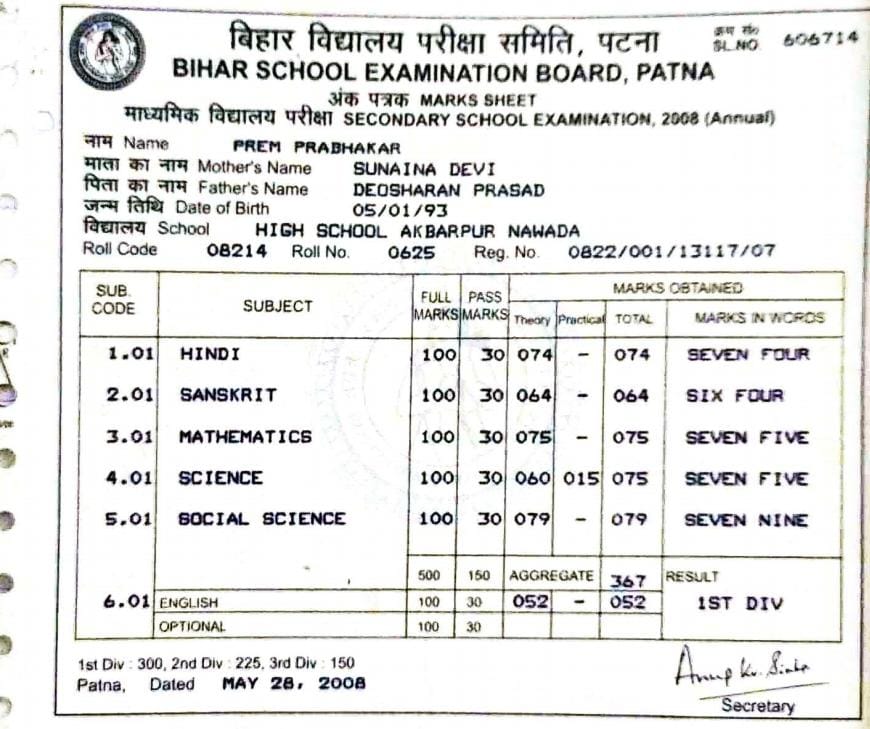 बिहार विद्यालय परीक्षा समिति, पटना
क्रम सं०
SL.NO. 606714
BIHAR SCHOOL EXAMINATION BOARD, PATNA
अंक पत्रक MARKS SHEET
माध्यमिक विद्यालय परीक्षा SECONDARY SCHOOL EXAMINATION, 2008 (Annual)
नाम Name PREM PRABHAKAR
माता का नाम Mother's Name SUNAINA DEVI
पिता का नाम Father's Name DEOSHARAN PRASAD
जन्म तिथि Date of Birth 05/01/93
विद्यालय School HIGH SCHOOL AKBARPUR NAWADA
Roll Code 08214 Roll No. 0625 Reg. No. 0822/001/13117/07
SUB. CODE SUBJECT FULL MARKS PASS MARKS MARKS OBTAINED
Theory Practical TOTAL MARKS IN WORDS
1.01 HINDI 100 30 074 - 074 SEVEN FOUR
2.01 SANSKRIT 100 30 064 - 064 SIX FOUR
3.01 MATHEMATICS 100 30 075 - 075 SEVEN FIVE
4.01 SCIENCE 100 30 060 015 075 SEVEN FIVE
5.01 SOCIAL SCIENCE 100 30 079 - 079 SEVEN NINE
500 150 AGGREGATE 367 RESULT
6.01 ENGLISH 100 30 052 - 052 1ST DIV
OPTIONAL 100 30
1st Div : 300, 2nd Div : 225, 3rd Div : 150
Patna, Dated MAY 28, 2008
Anup Kr. Sinha
Secretary